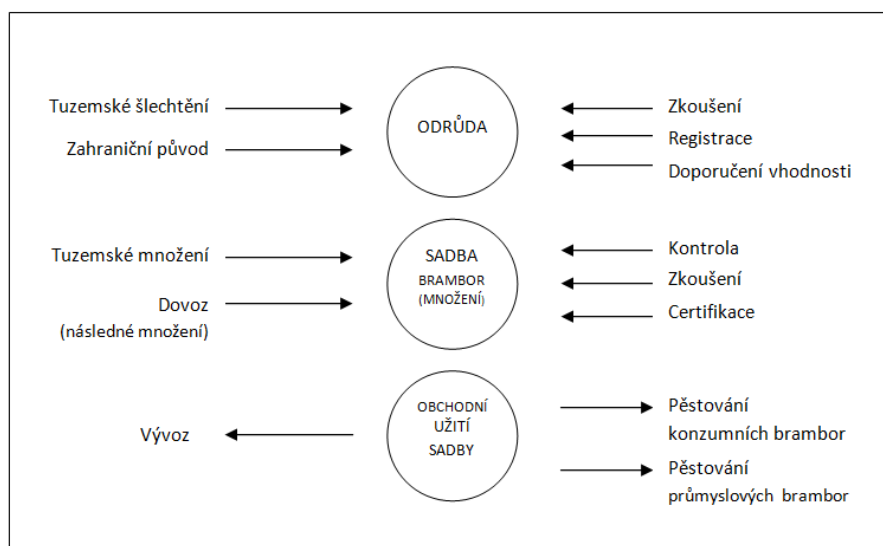 Tuzemské šlechtění
Zahraniční původ
ODRŮDA
Zkoušení
Registrace
Doporučení vhodnosti
Tuzemské množení
Dovoz
(následné množení)
SADBA
BRAMBOR
(MNOŽENÍ)
Kontrola
Zkoušení
Certifikace
Vývoz
OBCHODNÍ
UŽITÍ
SADBY
Pěstování
konzumních brambor
Pěstování
průmyslových brambor